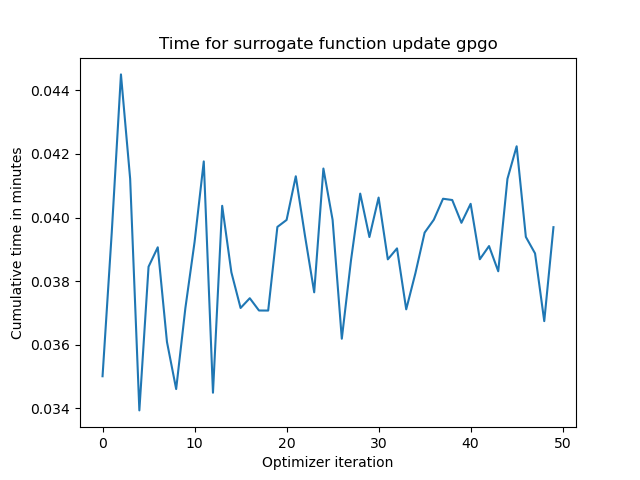 Time for surrogate function update gpgo
Cumulative time in minutes
0.044
0.042
0.040
0.038
0.036
0.034
0 10 20 30 40 50
Optimizer iteration